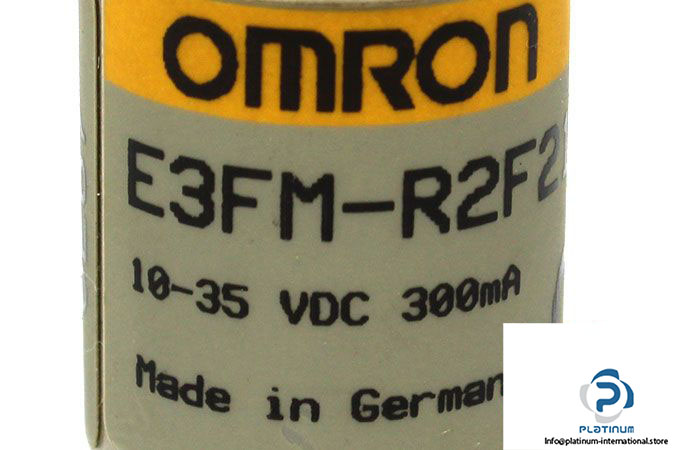 OMRON
E3FM-R2F2
10-35 VDC 300mA
Made in German
PLATINUM
Info@platinum-international.store